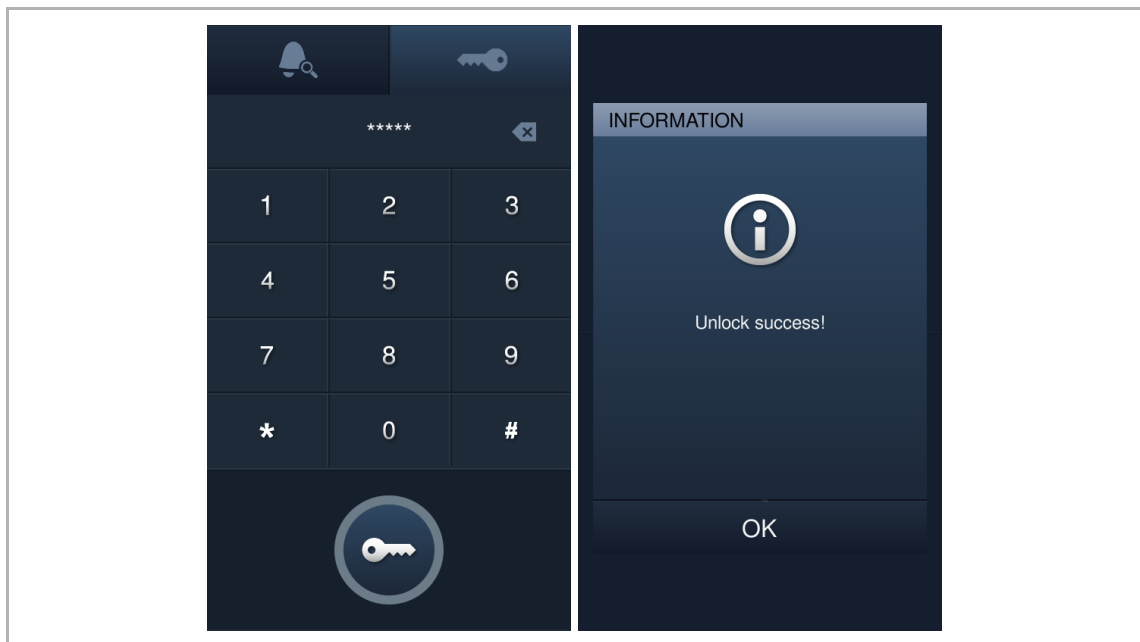 *****
1 2 3
4 5 6
7 8 9
* 0 #
INFORMATION
Unlock success!
OK